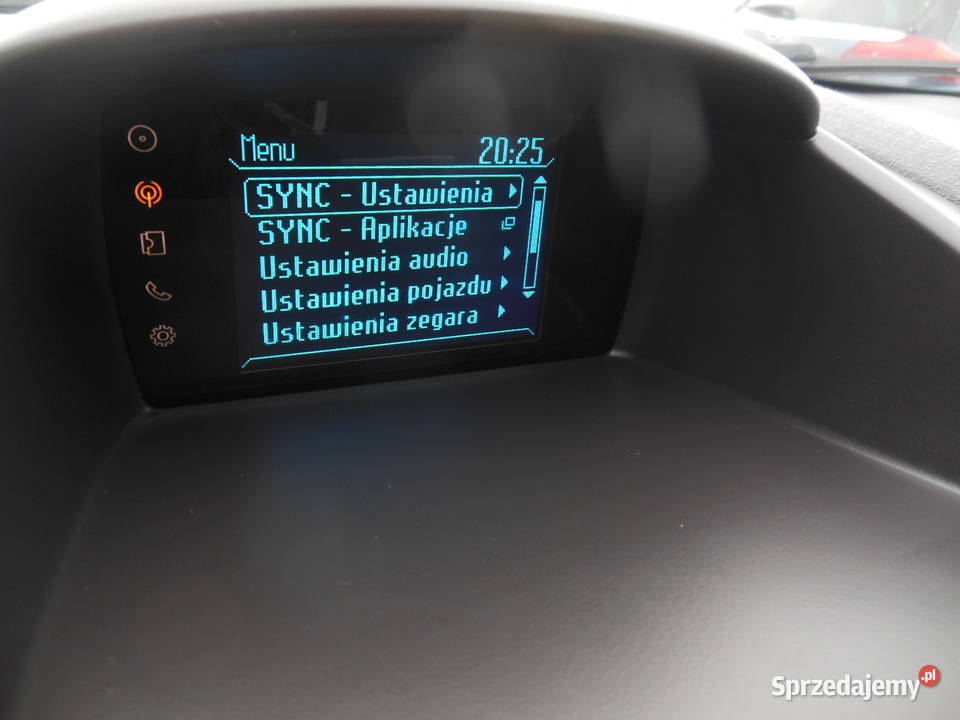 Menu 20:25
SYNC - Ustawienia
SYNC - Aplikacje
Ustawienia audio
Ustawienia pojazdu
Ustawienia zegara
Sprzedajemy.pl